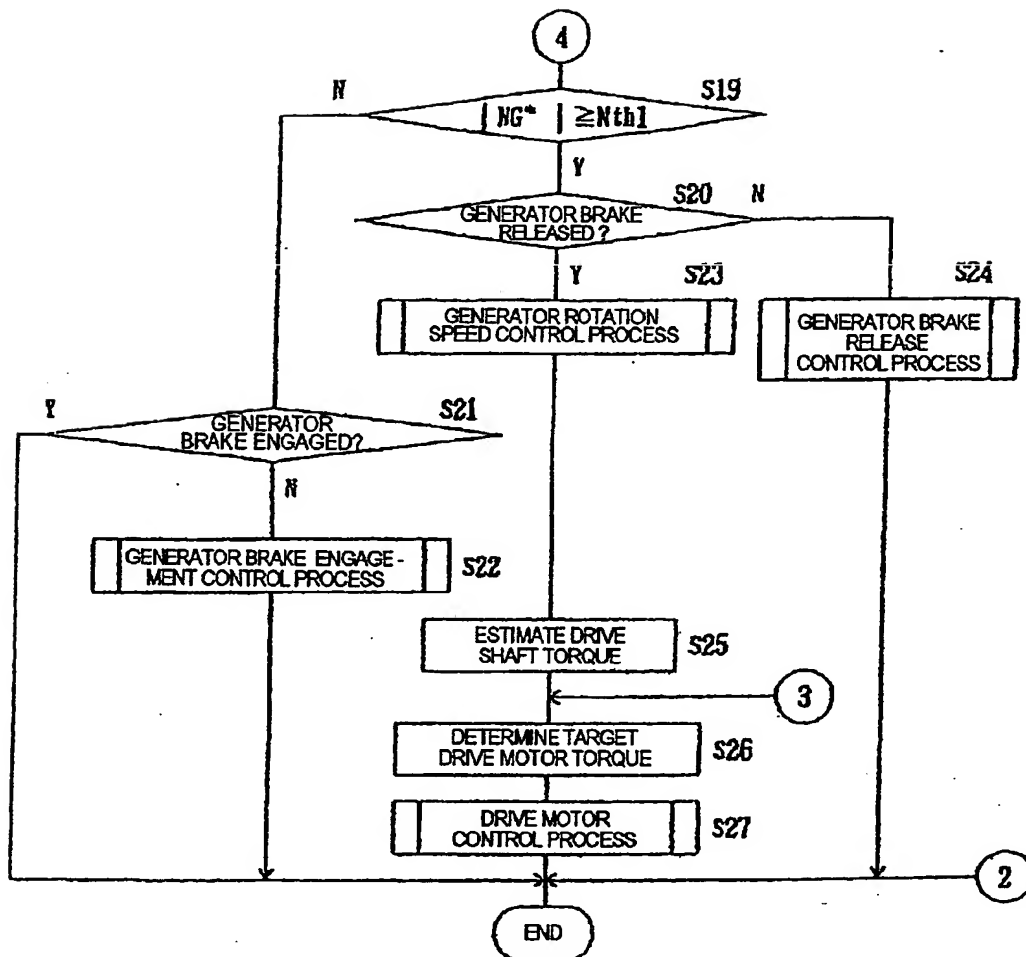 4
N
S19
| NG* | ≧Nth1
Y
S20
N
GENERATOR BRAKE
RELEASED ?
Y
S23
S24
GENERATOR ROTATION
SPEED CONTROL PROCESS
GENERATOR BRAKE
RELEASE
CONTROL PROCESS
Y
S21
GENERATOR
BRAKE ENGAGED?
N
GENERATOR BRAKE ENGAGE -
MENT CONTROL PROCESS
S22
ESTIMATE DRIVE
SHAFT TORQUE
S25
3
DETERMINE TARGET
DRIVE MOTOR TORQUE
S26
DRIVE MOTOR
CONTROL PROCESS
S27
2
END